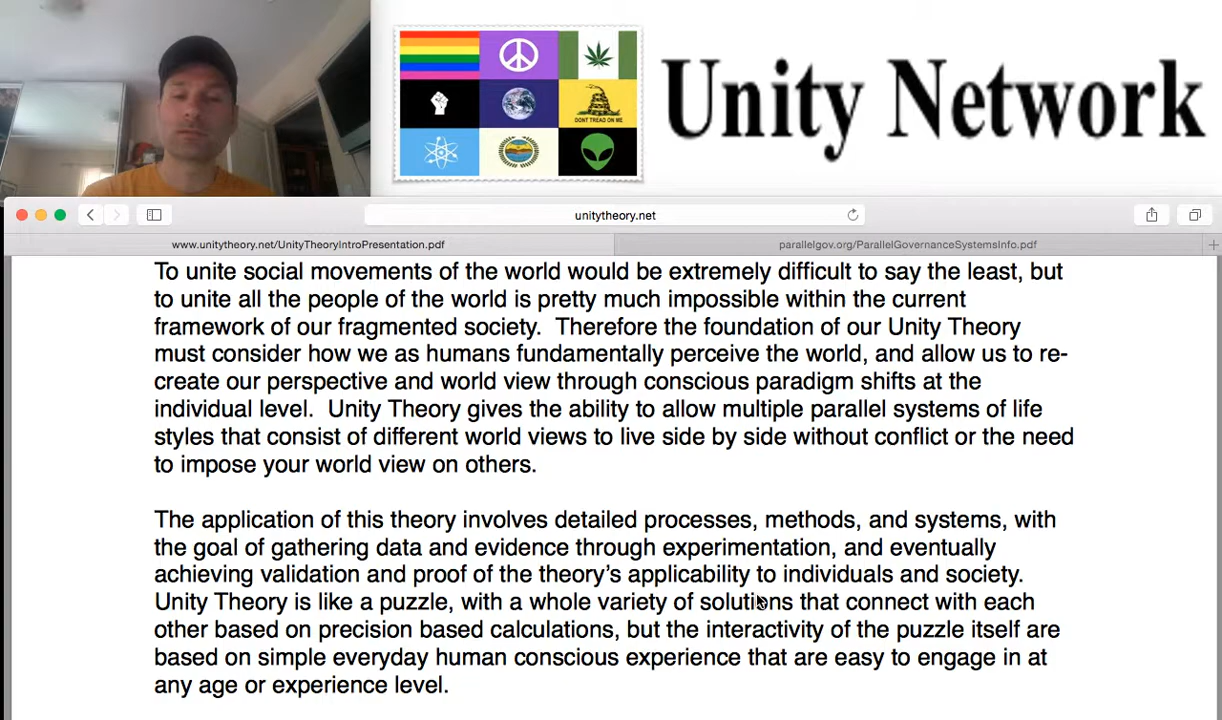 DONT TREAD ON ME
Unity Network
unitytheory.net
www.unitytheory.net/UnityTheoryIntroPresentation.pdf
parallelgov.org/ParallelGovernanceSystemsInfo.pdf
To unite social movements of the world would be extremely difficult to say the least, but
to unite all the people of the world is pretty much impossible within the current
framework of our fragmented society.  Therefore the foundation of our Unity Theory
must consider how we as humans fundamentally perceive the world, and allow us to re-
create our perspective and world view through conscious paradigm shifts at the
individual level.  Unity Theory gives the ability to allow multiple parallel systems of life
styles that consist of different world views to live side by side without conflict or the need
to impose your world view on others.
The application of this theory involves detailed processes, methods, and systems, with
the goal of gathering data and evidence through experimentation, and eventually
achieving validation and proof of the theory's applicability to individuals and society.
Unity Theory is like a puzzle, with a whole variety of solutions that connect with each
other based on precision based calculations, but the interactivity of the puzzle itself are
based on simple everyday human conscious experience that are easy to engage in at
any age or experience level.